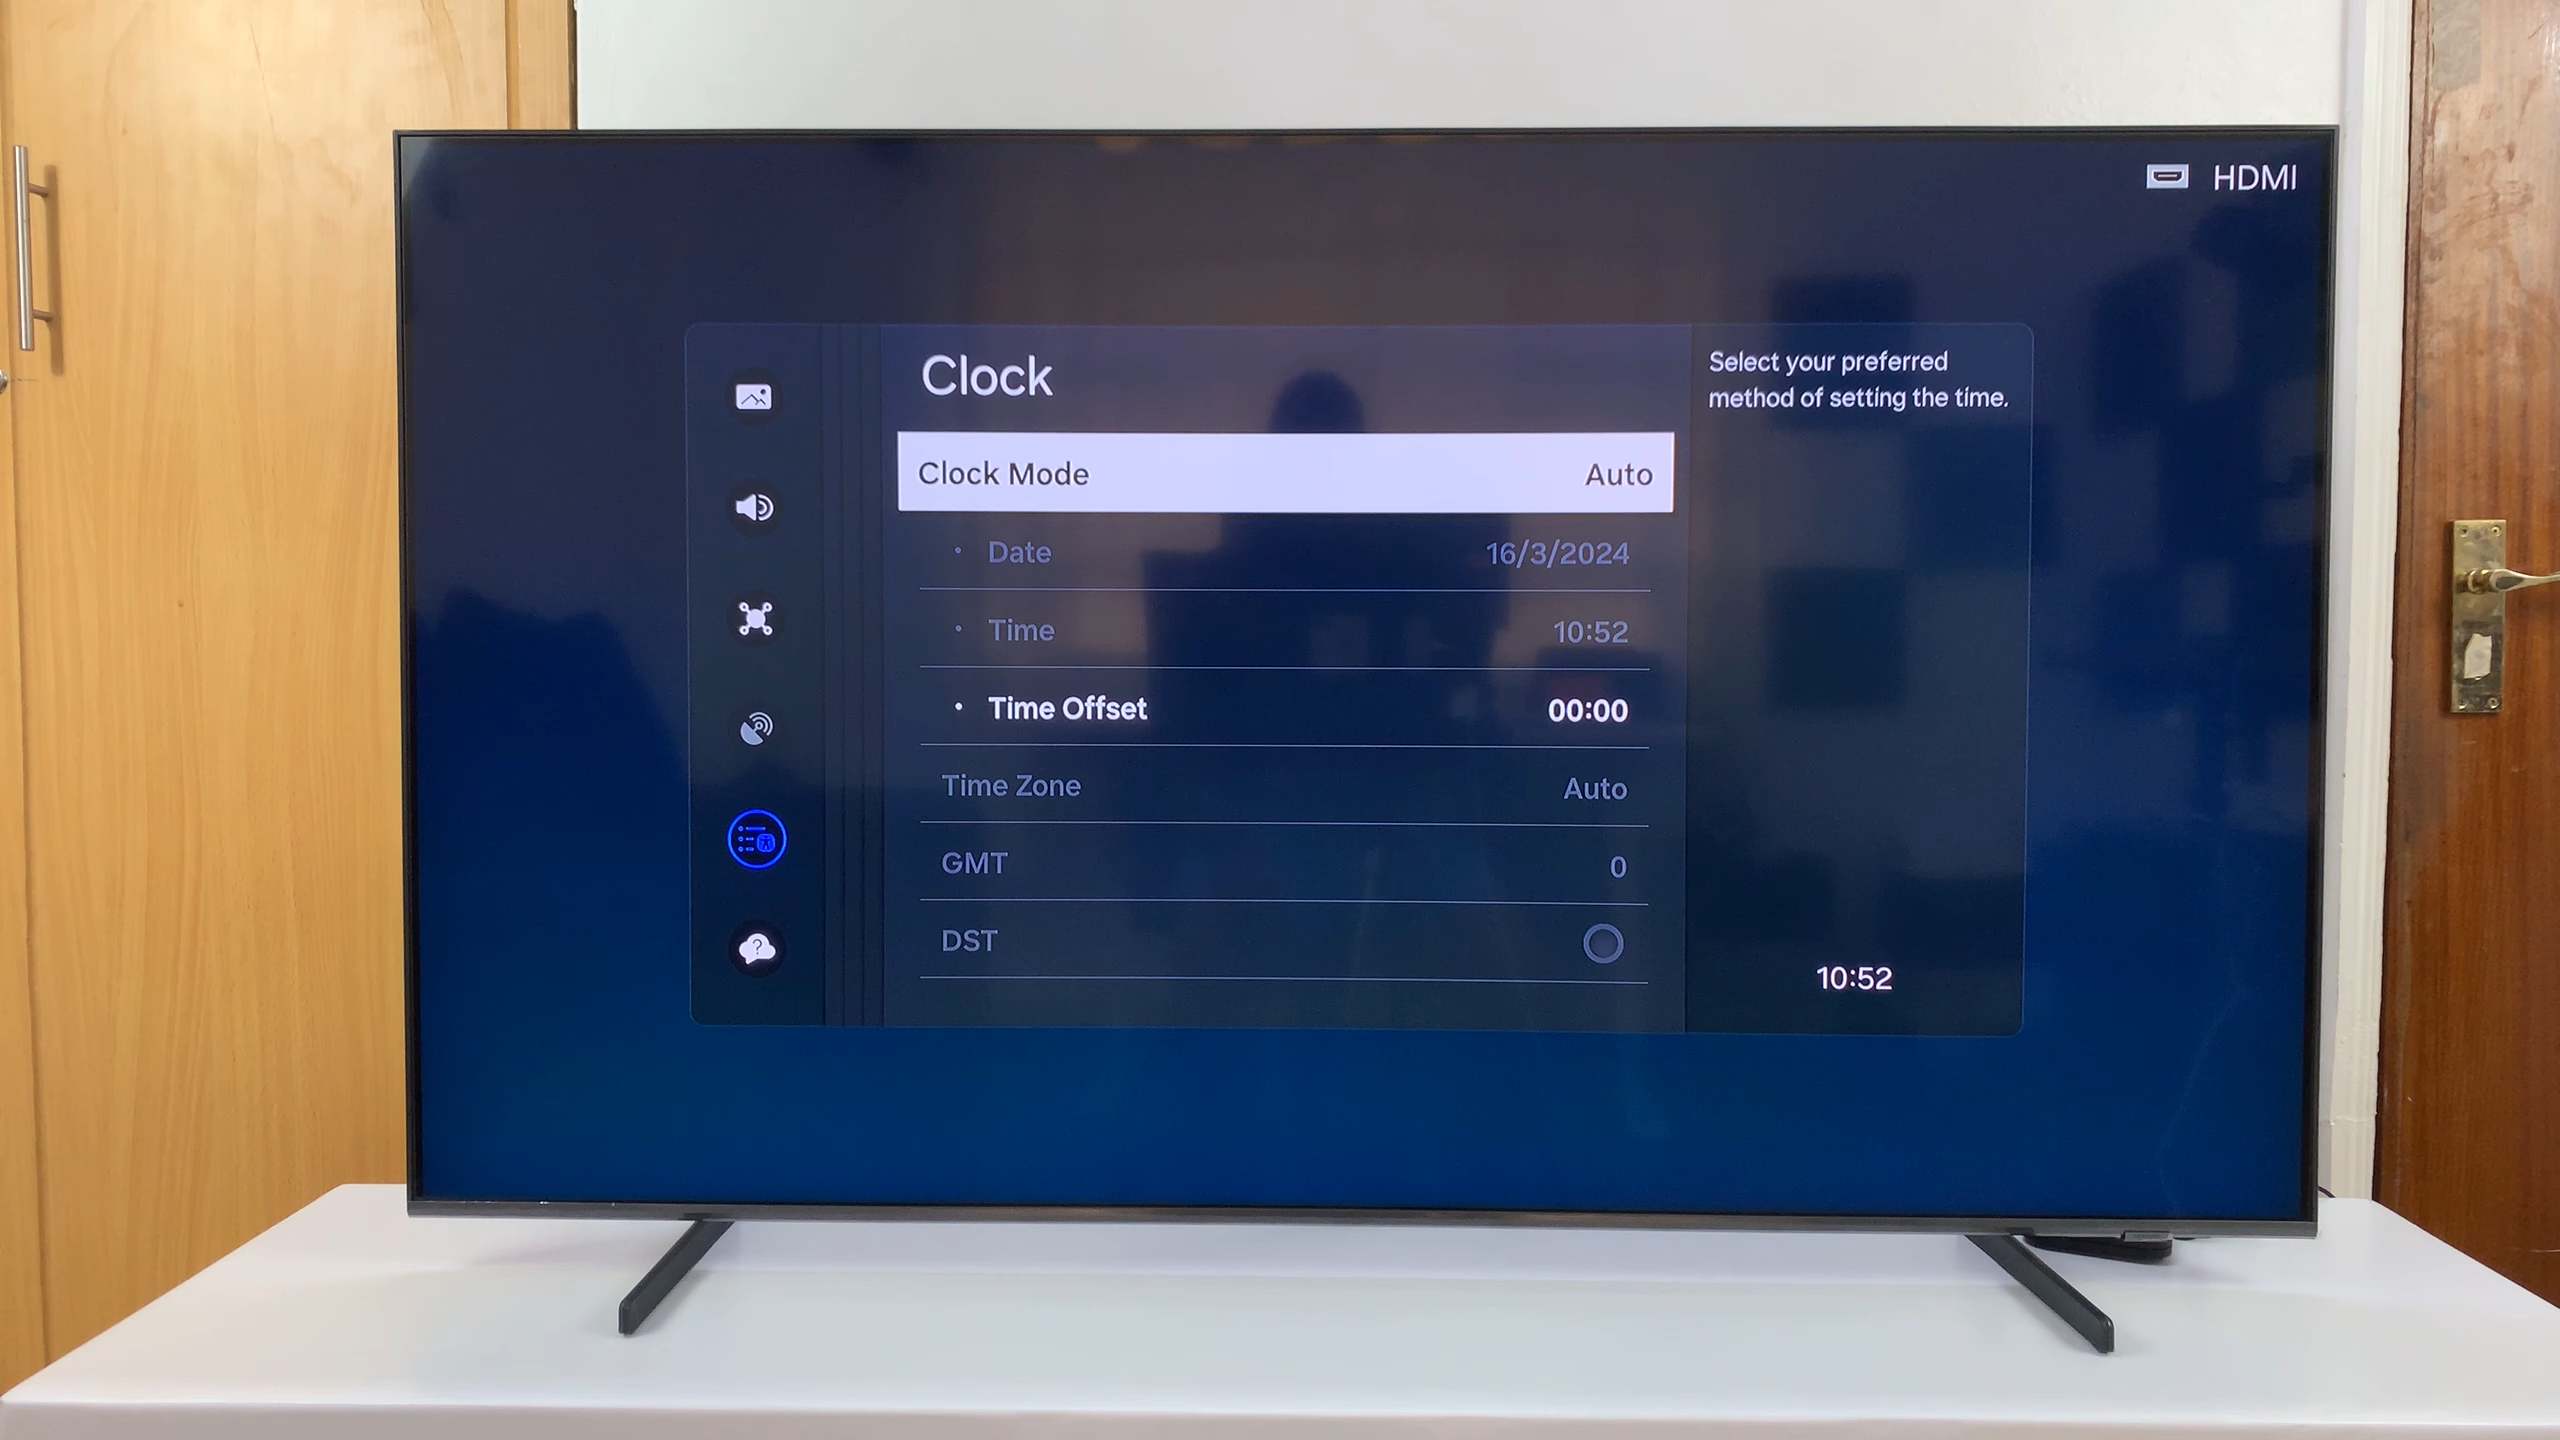 HDMI
Clock
Select your preferred
method of setting the time.
Clock Mode Auto
• Date 16/3/2024
• Time 10:52
• Time Offset 00:00
Time Zone Auto
GMT 0
DST
10:52